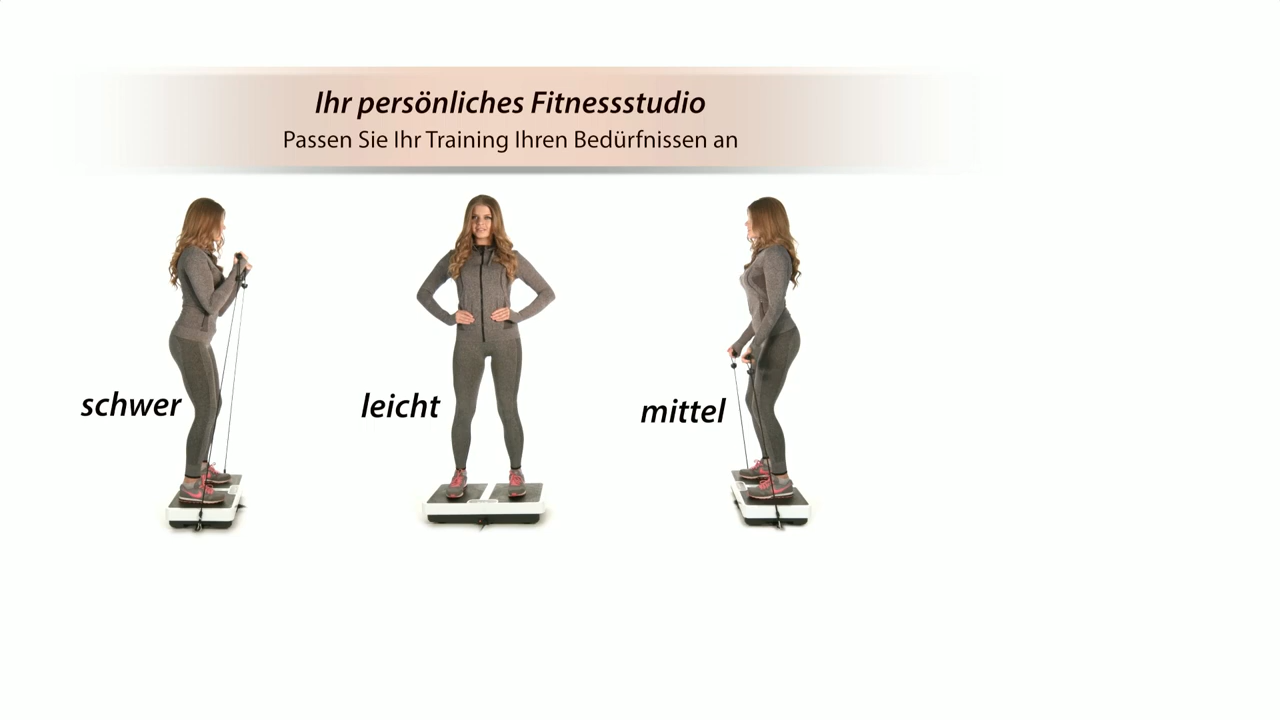 Ihr persönliches Fitnessstudio
Passen Sie Ihr Training Ihren Bedürfnissen an
schwer
leicht
mittel